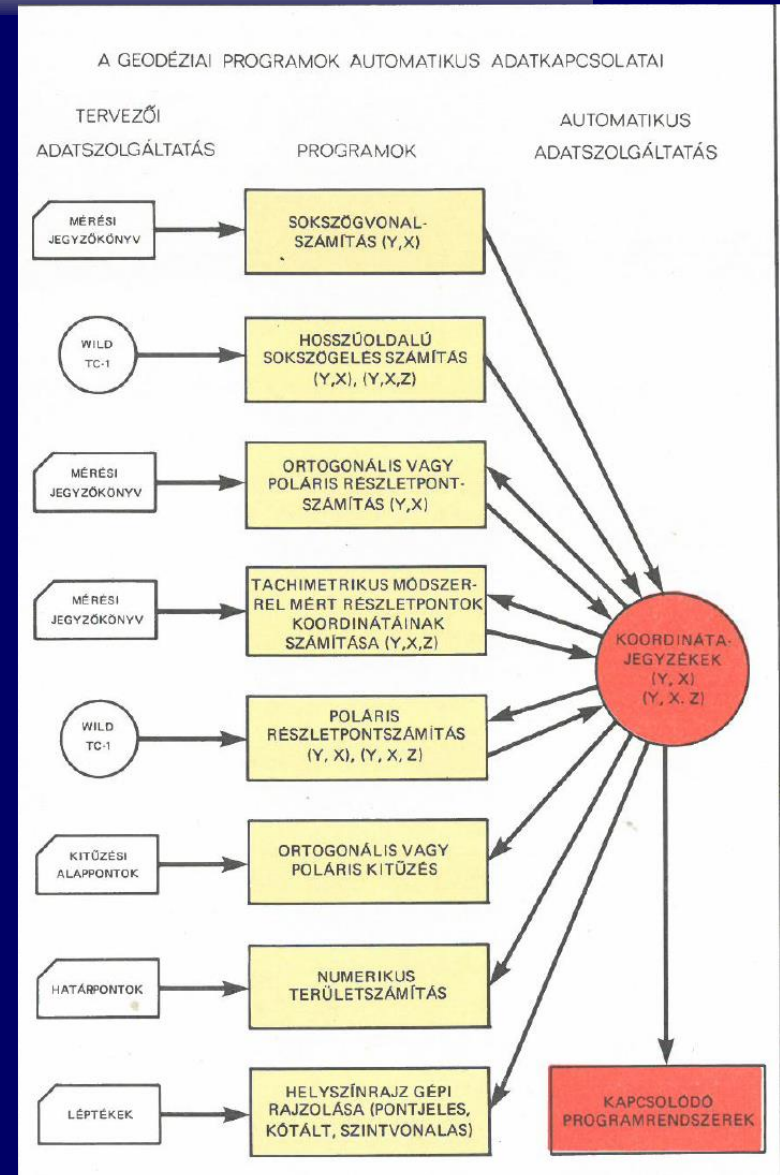 A GEODÉZIAI PROGRAMOK AUTOMATIKUS ADATKAPCSOLATAI
TERVEZŐI
ADATSZOLGÁLTATÁS
PROGRAMOK
AUTOMATIKUS
ADATSZOLGÁLTATÁS
MÉRÉSI
JEGYZŐKÖNYV
SOKSZÖGVONAL-
SZÁMÍTÁS (Y,X)
WILD
TC-1
HOSSZÚOLDALÚ
SOKSZÖGELÉS SZÁMÍTÁS
(Y,X), (Y,X,Z)
MÉRÉSI
JEGYZŐKÖNYV
ORTOGONÁLIS VAGY
POLÁRIS RÉSZLETPONT-
SZÁMÍTÁS (Y,X)
MÉRÉSI
JEGYZŐKÖNYV
TACHIMETRIKUS MÓDSZER-
REL MÉRT RÉSZLETPONTOK
KOORDINÁTÁINAK
SZÁMÍTÁSA (Y,X,Z)
KOORDINÁTA-
JEGYZÉKEK
(Y, X)
(Y, X. Z)
WILD
TC-1
POLÁRIS
RÉSZLETPONTSZÁMÍTÁS
(Y, X), (Y, X, Z)
KITŰZÉSI
ALAPPONTOK
ORTOGONÁLIS VAGY
POLÁRIS KITŰZÉS
HATÁRPONTOK
NUMERIKUS
TERÜLETSZÁMÍTÁS
LÉPTÉKEK
HELYSZÍNRAJZ GÉPI
RAJZOLÁSA (PONTJELES,
KÓTÁLT, SZINTVONALAS)
KAPCSOLÓDÓ
PROGRAMRENDSZEREK